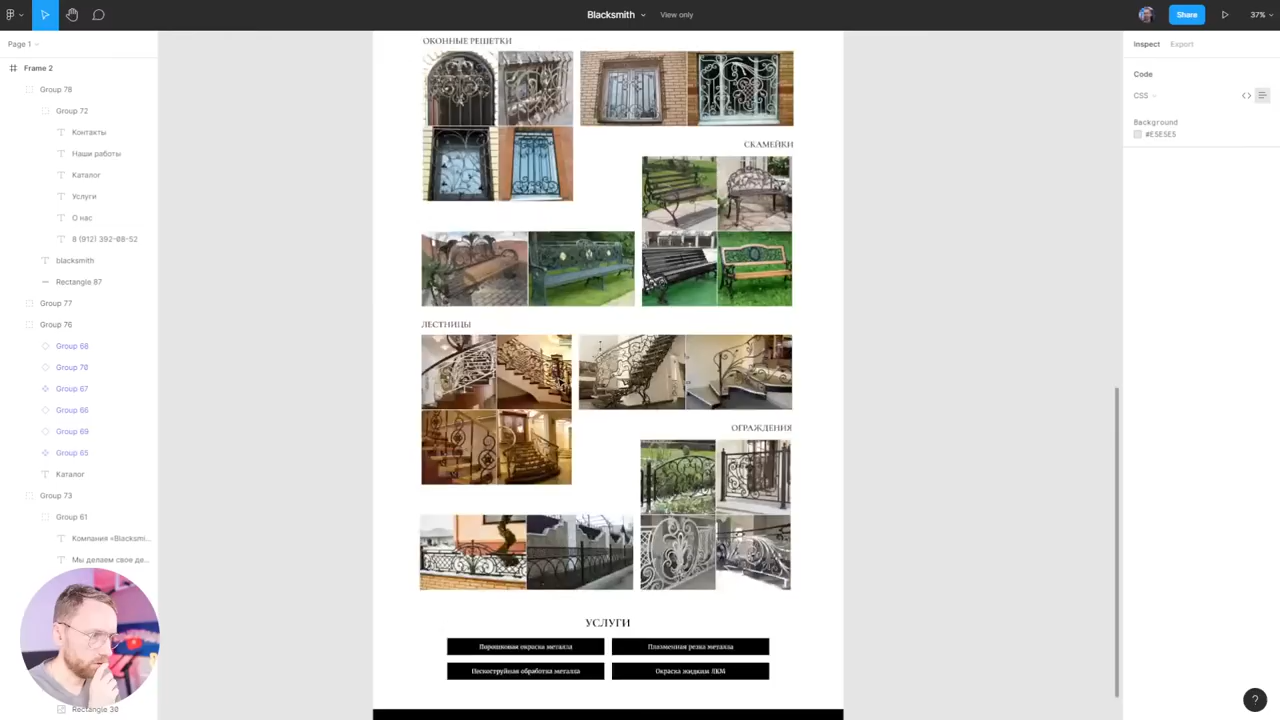 Blacksmith
View only
Share
37%
Page 1
Inspect
Export
Frame 2
Code
CSS
Background
#E5E5E5
Group 78
Group 72
Контакты
Наши работы
Каталог
Услуги
О нас
8 (912) 392-08-52
blacksmith
Rectangle 87
Group 77
Group 76
Group 68
Group 70
Group 67
Group 66
Group 69
Group 65
Каталог
Group 73
Group 61
Компания «Blacksmi...
Мы делаем свое де...
Rectangle 30
ОКОННЫЕ РЕШЕТКИ
СКАМЕЙКИ
ЛЕСТНИЦЫ
ОГРАЖДЕНИЯ
УСЛУГИ
Порошковая окраска металла
Плазменная резка металла
Пескоструйная обработка металла
Окраска жидким ЛКМ
?